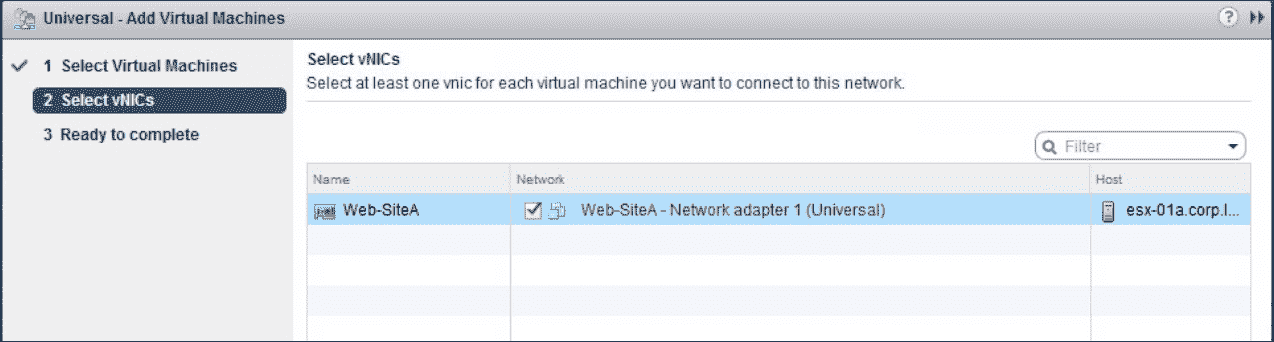 Universal - Add Virtual Machines
1 Select Virtual Machines
2 Select vNICs
3 Ready to complete
Select vNICs
Select at least one vnic for each virtual machine you want to connect to this network.
Filter
Name Network Host
Web-SiteA Web-SiteA - Network adapter 1 (Universal) esx-01a.corp.l...